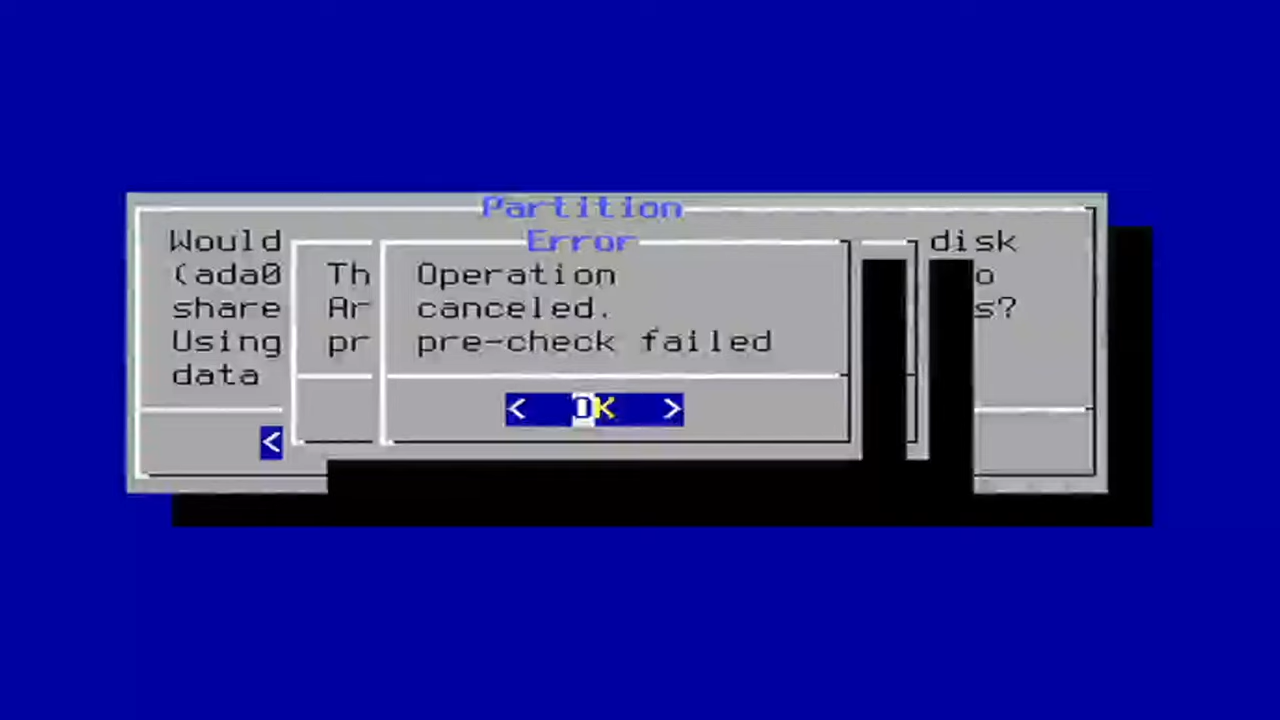 Partition
Error
Would disk
(ada0 Th Operation o
share Ar canceled. s?
Using pr pre-check failed
data
< OK >
<